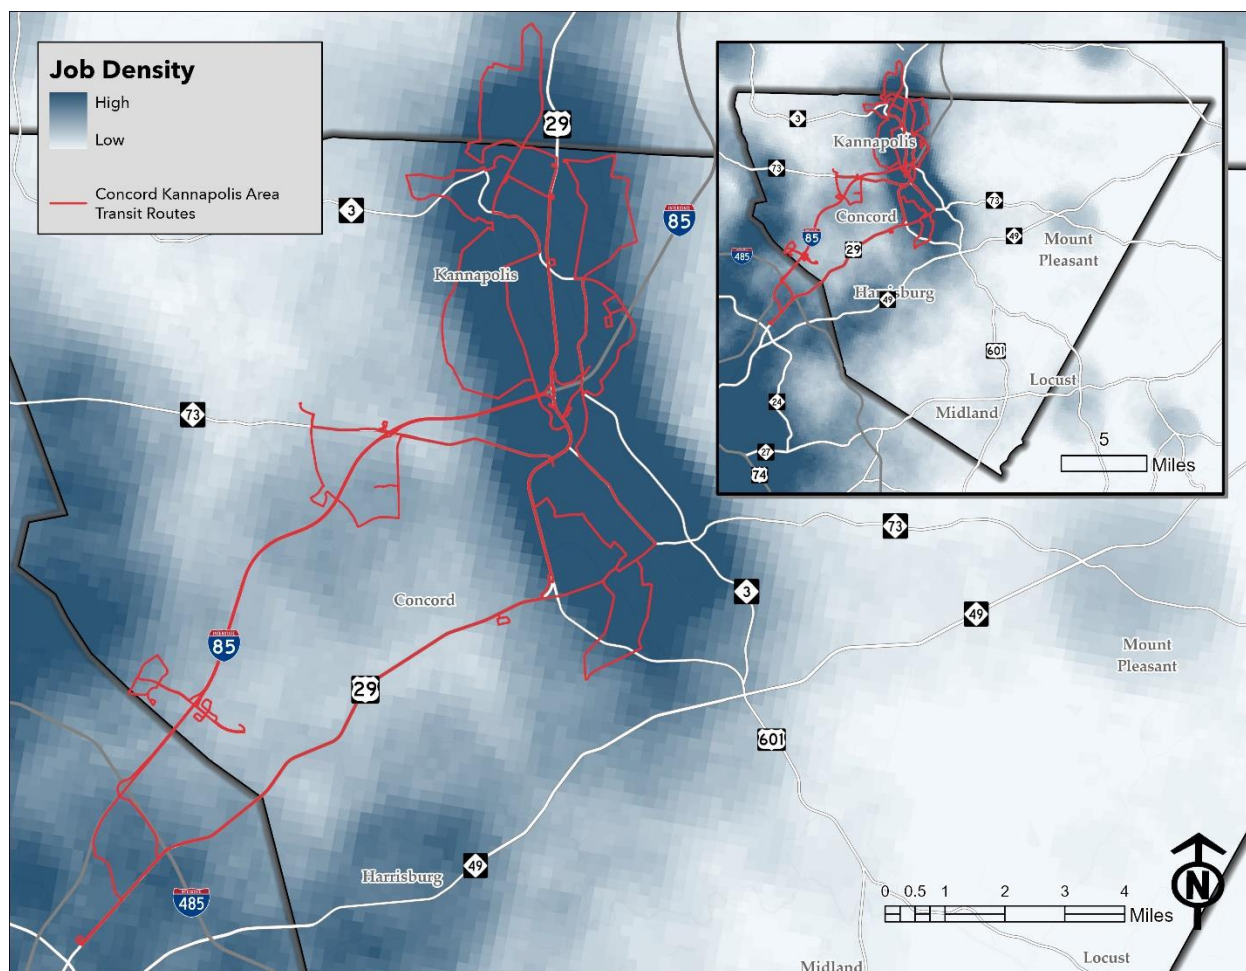 Job Density
High
Low
Concord Kannapolis Area
Transit Routes
29
3
85
Kannapolis
73
Concord
85
29
73
3
49
Mount
Pleasant
601
Harrisburg
49
485
Midland
Locust
0 0.5 1 2 3 4
Miles
N
3
Kannapolis
73
73
Concord
49
Mount
Pleasant
85
29
485
Harrisburg
49
601
Locust
24
Midland
27
74
5
Miles